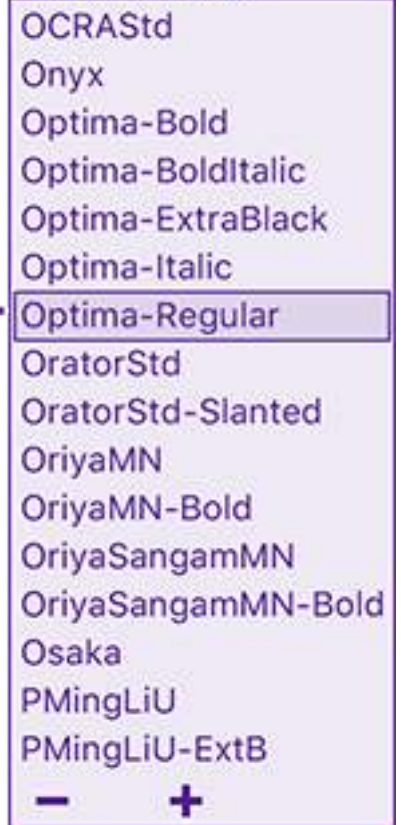 OCRAStd
Onyx
Optima-Bold
Optima-BoldItalic
Optima-ExtraBlack
Optima-Italic
Optima-Regular
OratorStd
OratorStd-Slanted
OriyaMN
OriyaMN-Bold
OriyaSangamMN
OriyaSangamMN-Bold
Osaka
PMingLiU
PMingLiU-ExtB
− +